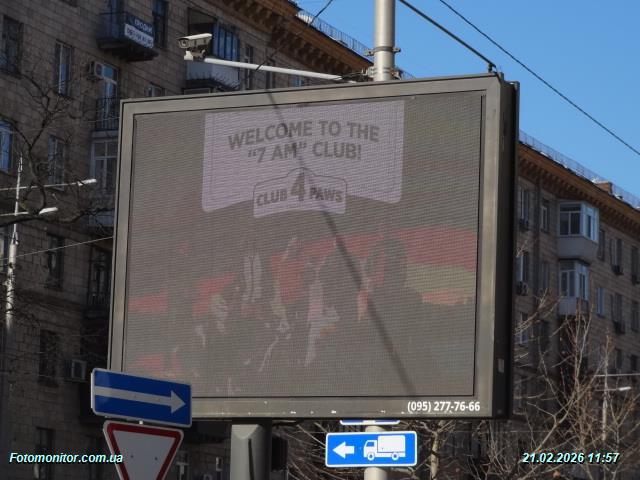 WELCOME TO THE
"7 AM" CLUB!
CLUB 4 PAWS
(095) 277-76-66
Fotomonitor.com.ua
21.02.2026 11:57